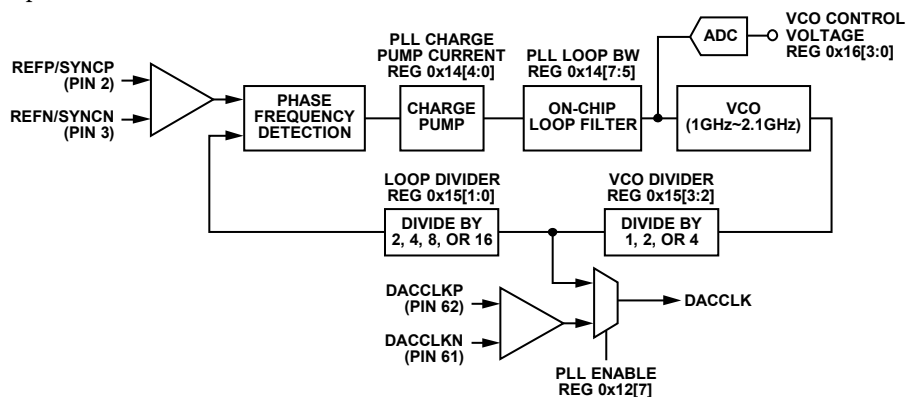 PLL CHARGE
PUMP CURRENT
REG 0x14[4:0]
PLL LOOP BW
REG 0x14[7:5]
ADC
VCO CONTROL
VOLTAGE
REG 0x16[3:0]
REFP/SYNCP
(PIN 2)
REFN/SYNCN
(PIN 3)
PHASE
FREQUENCY
DETECTION
CHARGE
PUMP
ON-CHIP
LOOP FILTER
VCO
(1GHz~2.1GHz)
LOOP DIVIDER
REG 0x15[1:0]
VCO DIVIDER
REG 0x15[3:2]
DIVIDE BY
2, 4, 8, OR 16
DIVIDE BY
1, 2, OR 4
DACCLKP
(PIN 62)
DACCLKN
(PIN 61)
DACCLK
PLL ENABLE
REG 0x12[7]